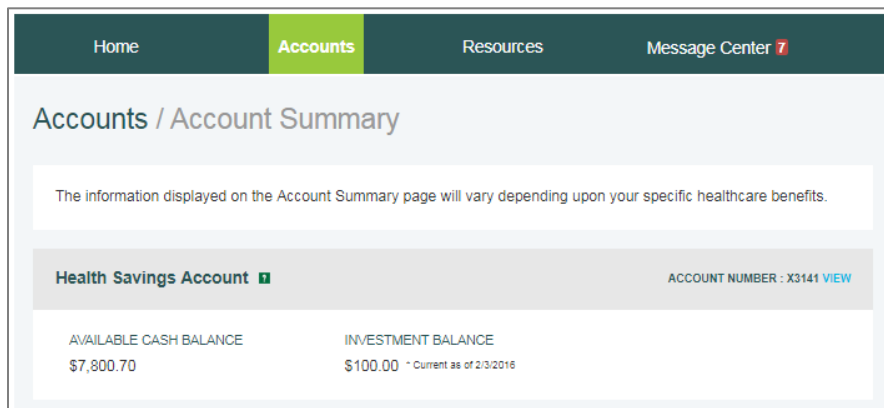 Home Accounts Resources Message Center 7
Accounts / Account Summary
The information displayed on the Account Summary page will vary depending upon your specific healthcare benefits.
Health Savings Account ? ACCOUNT NUMBER : X3141 VIEW
AVAILABLE CASH BALANCE INVESTMENT BALANCE
$7,800.70 $100.00 * Current as of 2/3/2016